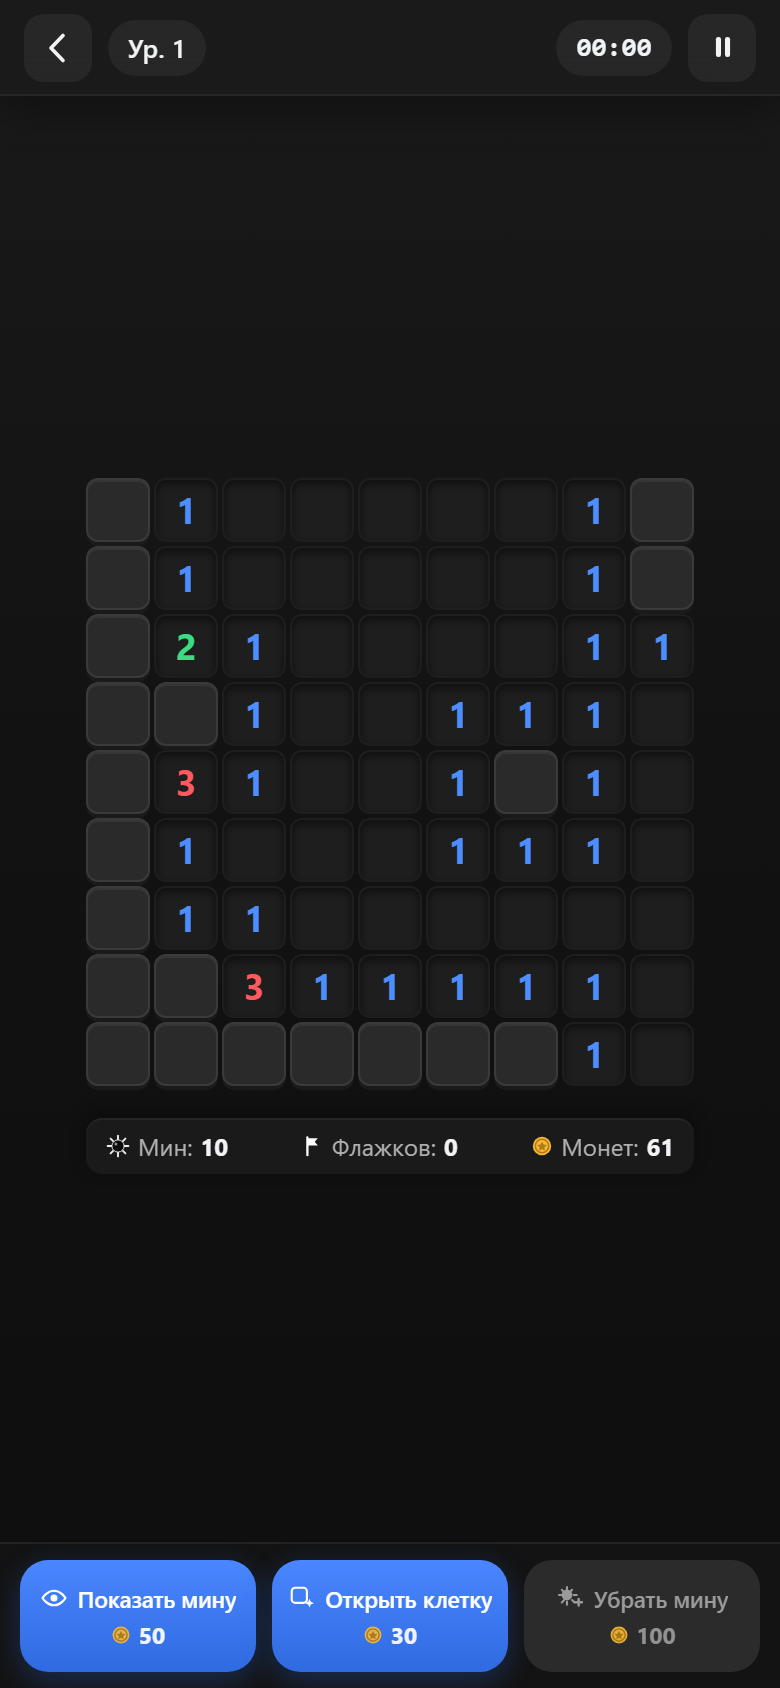 Ур. 1 00:00
1 1
1 1
2 1 1 1
1 1 1 1
3 1 1 1
1 1 1 1
1 1
3 1 1 1 1 1
1
Мин: 10 Флажков: 0 Монет: 61
Показать мину Открыть клетку Убрать мину
50 30 100